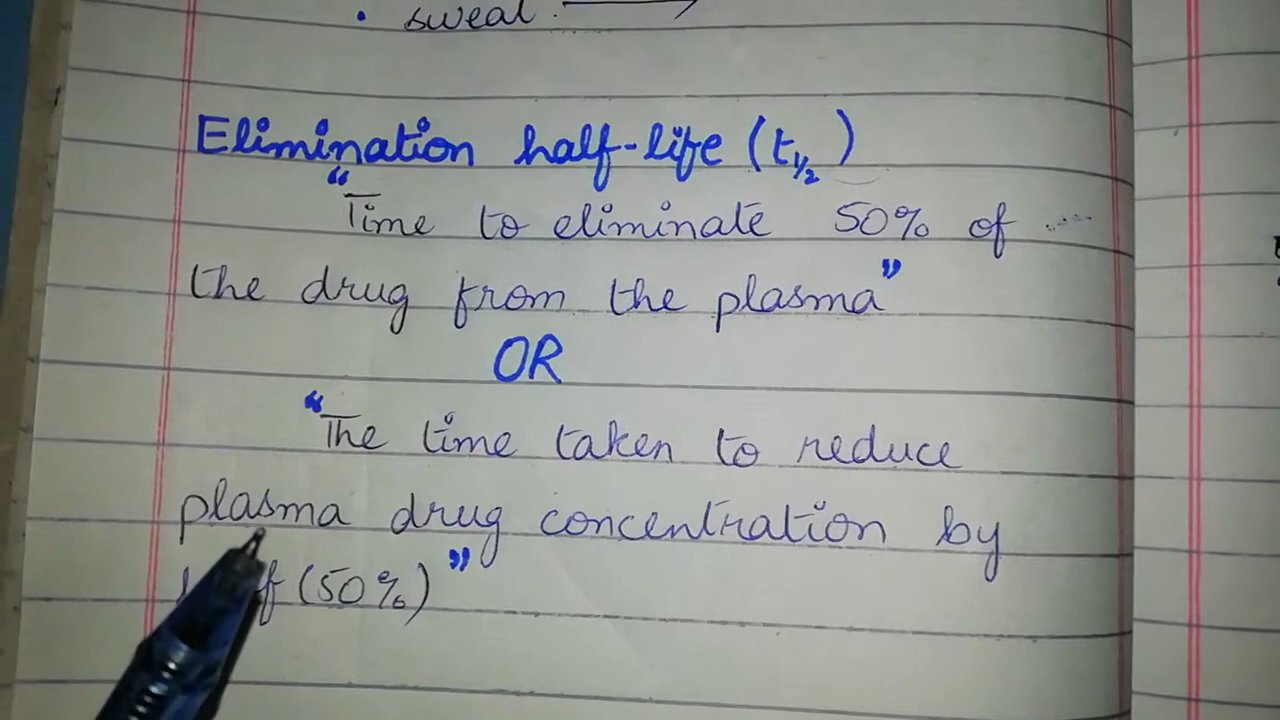 • sweat
Elimination half-life (t½)
"Time to eliminate 50% of
the drug from the plasma"
OR
"The time taken to reduce
plasma drug concentration by
(50%)"